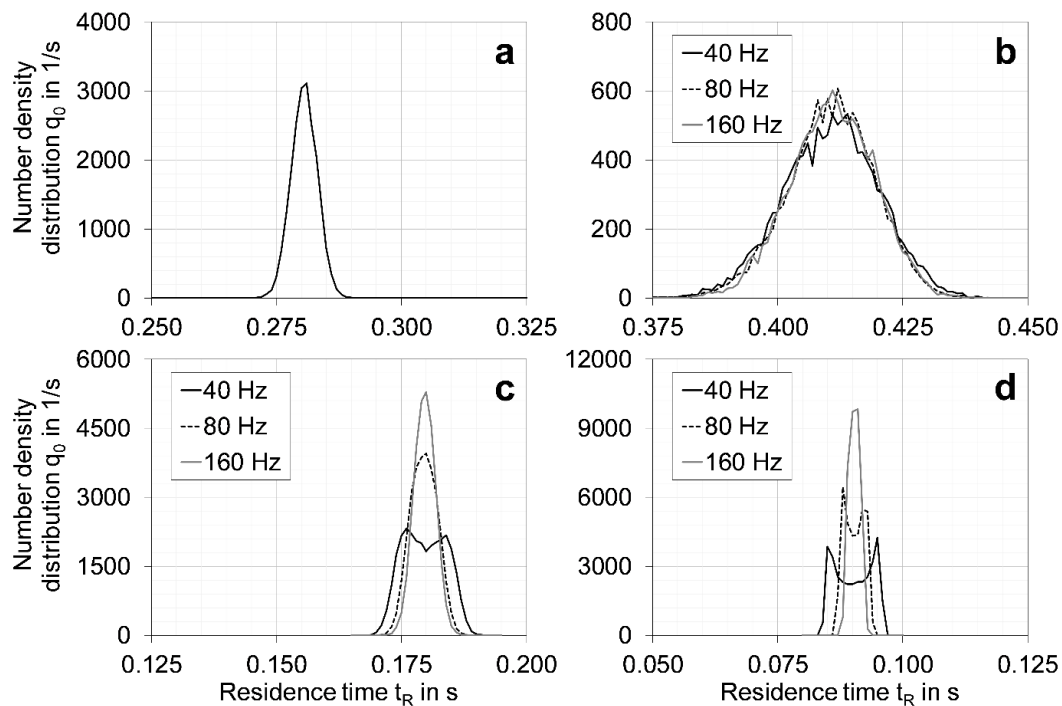 Number density
distribution q0 in 1/s
4000
3000
2000
1000
0
0.250 0.275 0.300 0.325
a
800
600
400
200
0
0.375 0.400 0.425 0.450
40 Hz
80 Hz
160 Hz
b
Number density
distribution q0 in 1/s
6000
4500
3000
1500
0
0.125 0.150 0.175 0.200
Residence time tR in s
40 Hz
80 Hz
160 Hz
c
12000
9000
6000
3000
0
0.050 0.075 0.100 0.125
Residence time tR in s
40 Hz
80 Hz
160 Hz
d